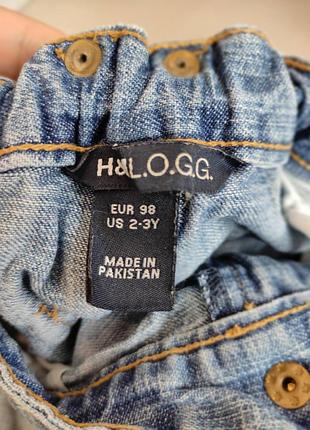 H&L.O.G.G.
EUR 98
US 2-3Y
MADE IN
PAKISTAN